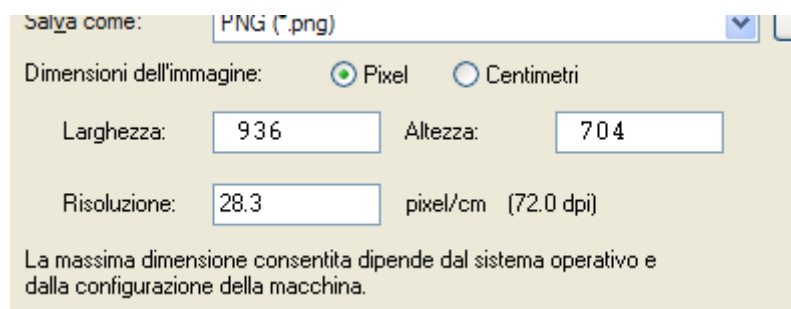 Salva come: PNG (*.png)
Dimensioni dell'immagine: Pixel Centimetri
Larghezza: 936 Altezza: 704
Risoluzione: 28.3 pixel/cm (72.0 dpi)
La massima dimensione consentita dipende dal sistema operativo e
dalla configurazione della macchina.